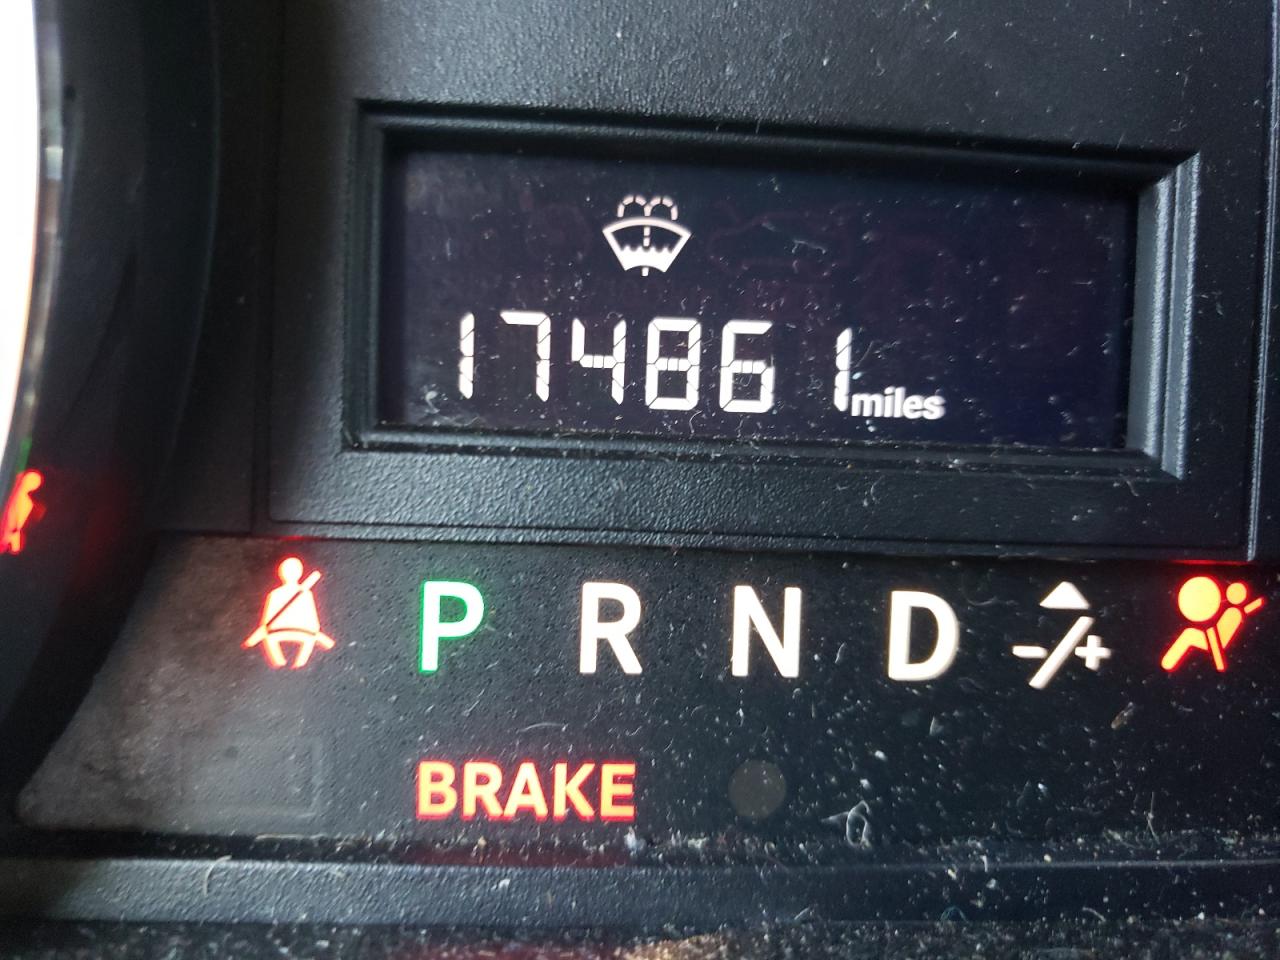 174861 miles
P R N D -/+
BRAKE